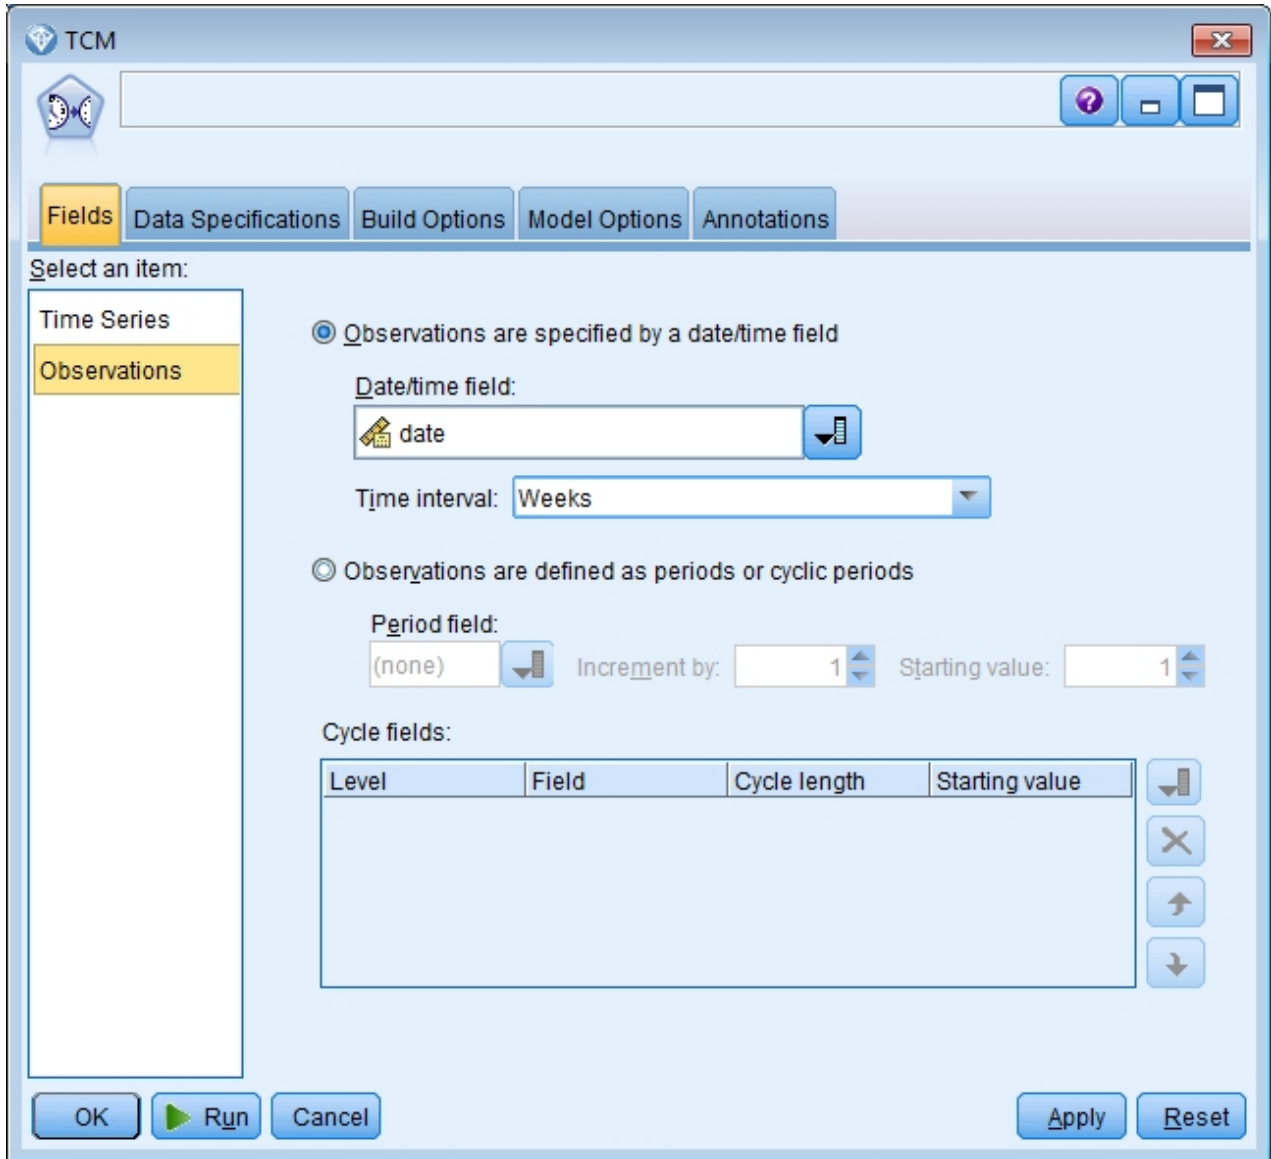 TCM
Fields Data Specifications Build Options Model Options Annotations
Select an item:
Time Series
Observations
Observations are specified by a date/time field
Date/time field:
date
Time interval: Weeks
Observations are defined as periods or cyclic periods
Period field:
(none) Increment by: 1 Starting value: 1
Cycle fields:
Level Field Cycle length Starting value
OK Run Cancel Apply Reset